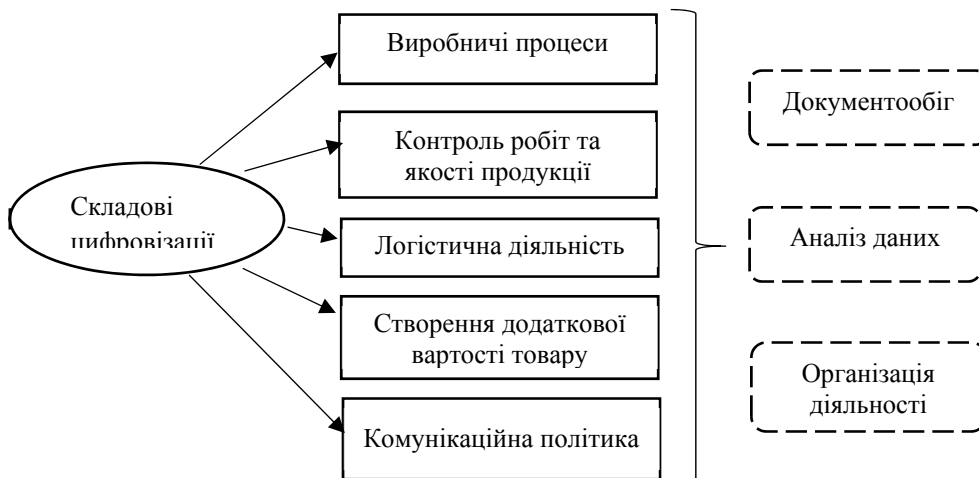 Складові
цифровізації
Виробничі процеси
Контроль робіт та
якості продукції
Логістична діяльність
Створення додаткової
вартості товару
Комунікаційна політика
Документообіг
Аналіз даних
Організація
діяльності